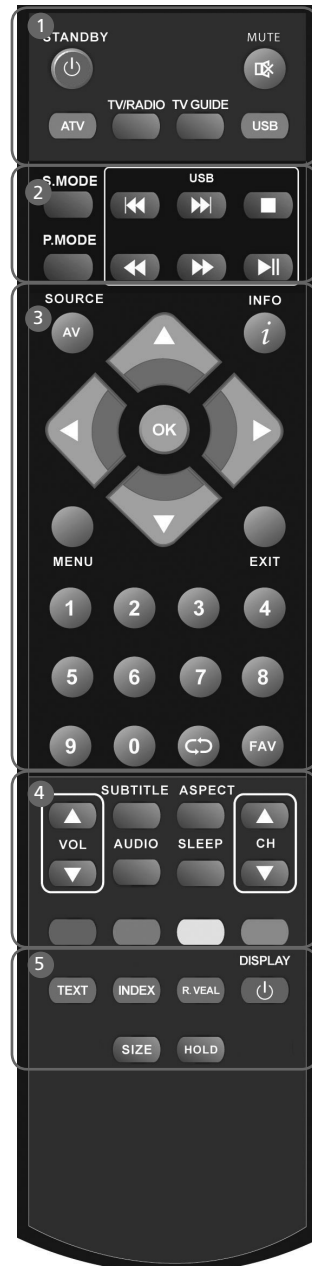 1
STANDBY MUTE
TV/RADIO TV GUIDE
ATV USB
2
S.MODE USB
P.MODE
3
SOURCE INFO
AV i
OK
MENU EXIT
1 2 3 4
5 6 7 8
9 0 FAV
4
SUBTITLE ASPECT
VOL AUDIO SLEEP CH
5
DISPLAY
TEXT INDEX R.VEAL
SIZE HOLD